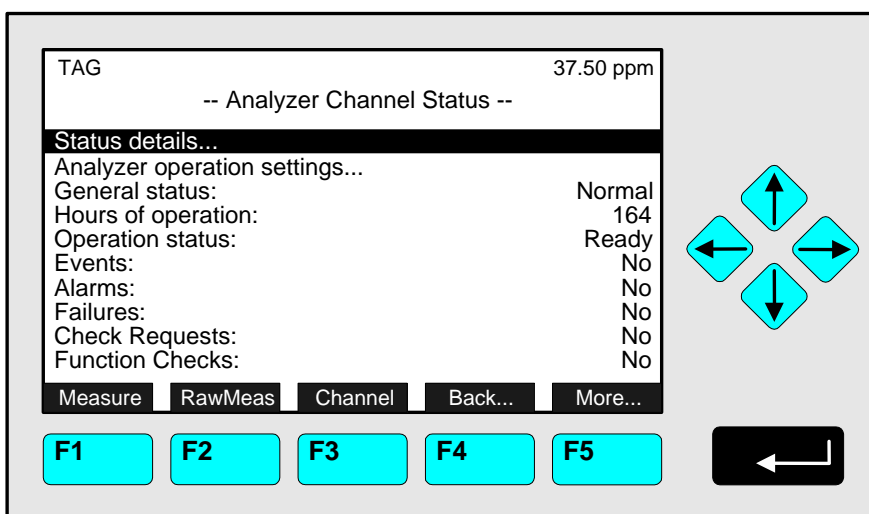 TAG 37.50 ppm
-- Analyzer Channel Status --
Status details...
Analyzer operation settings...
General status: Normal
Hours of operation: 164
Operation status: Ready
Events: No
Alarms: No
Failures: No
Check Requests: No
Function Checks: No
Measure RawMeas Channel Back... More...
F1 F2 F3 F4 F5